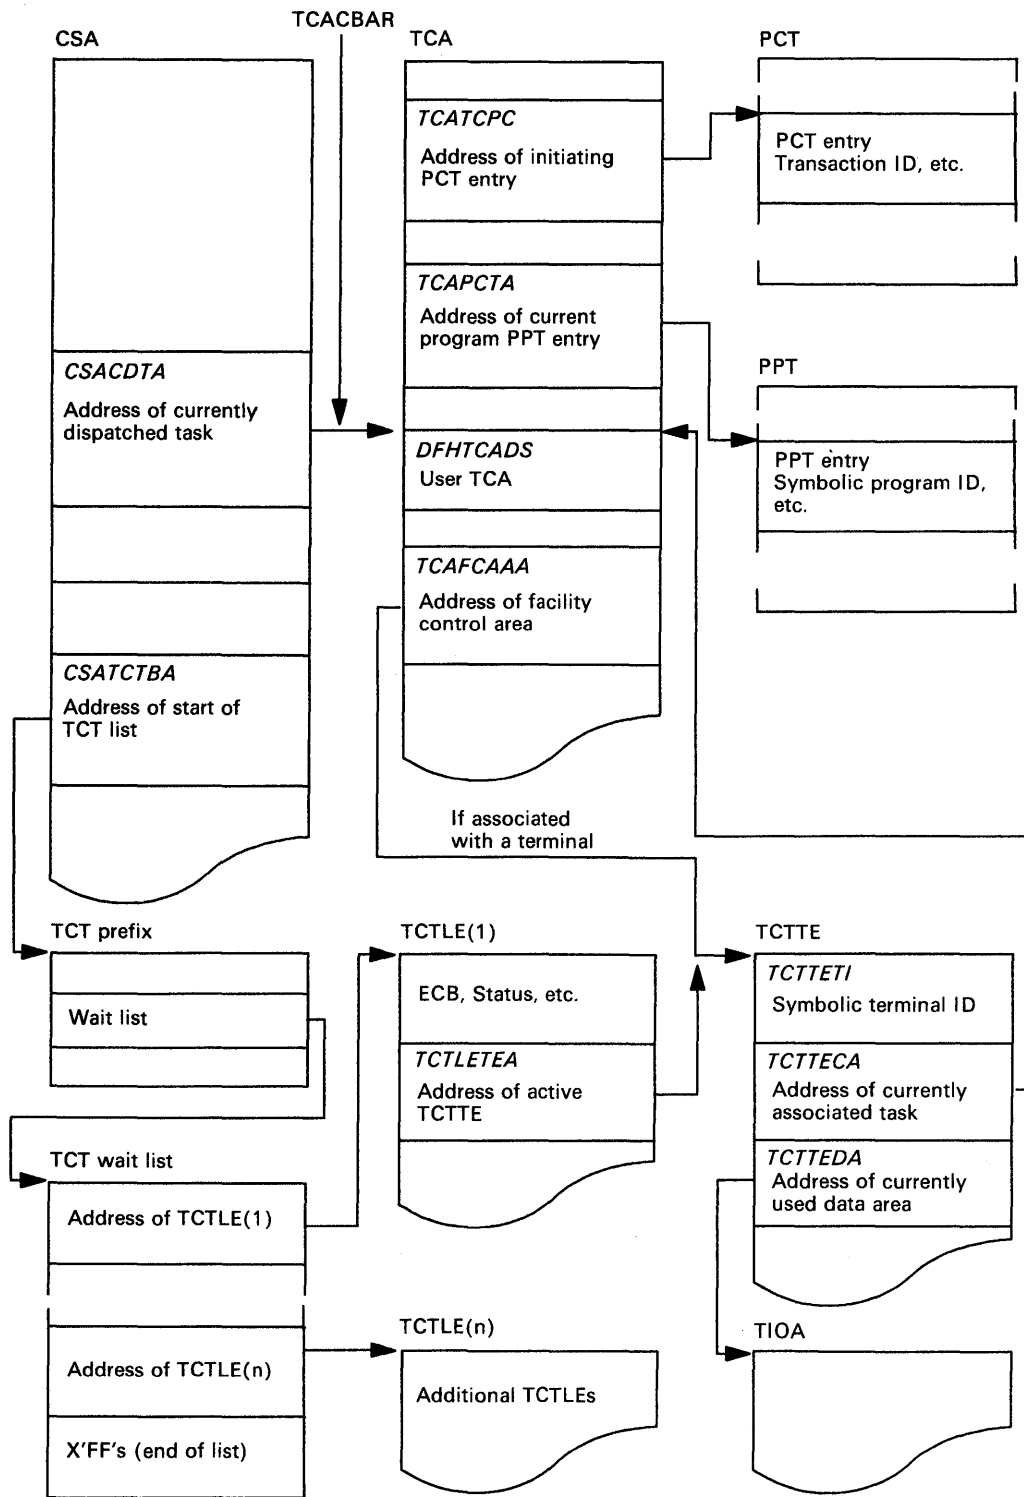 TCACBAR
CSA
TCA
PCT
TCATCPC
Address of initiating
PCT entry
PCT entry
Transaction ID, etc.
TCAPCTA
Address of current
program PPT entry
PPT
CSACDTA
Address of currently
dispatched task
DFHTCADS
User TCA
PPT entry
Symbolic program ID,
etc.
TCAFCAAA
Address of facility
control area
CSATCTBA
Address of start of
TCT list
If associated
with a terminal
TCT prefix
TCTLE(1)
TCTTE
Wait list
ECB, Status, etc.
TCTTETI
Symbolic terminal ID
TCTLETEA
Address of active
TCTTE
TCTTECA
Address of currently
associated task
TCT wait list
TCTTEDA
Address of currently
used data area
Address of TCTLE(1)
TCTLE(n)
TIOA
Address of TCTLE(n)
Additional TCTLEs
X'FF's (end of list)